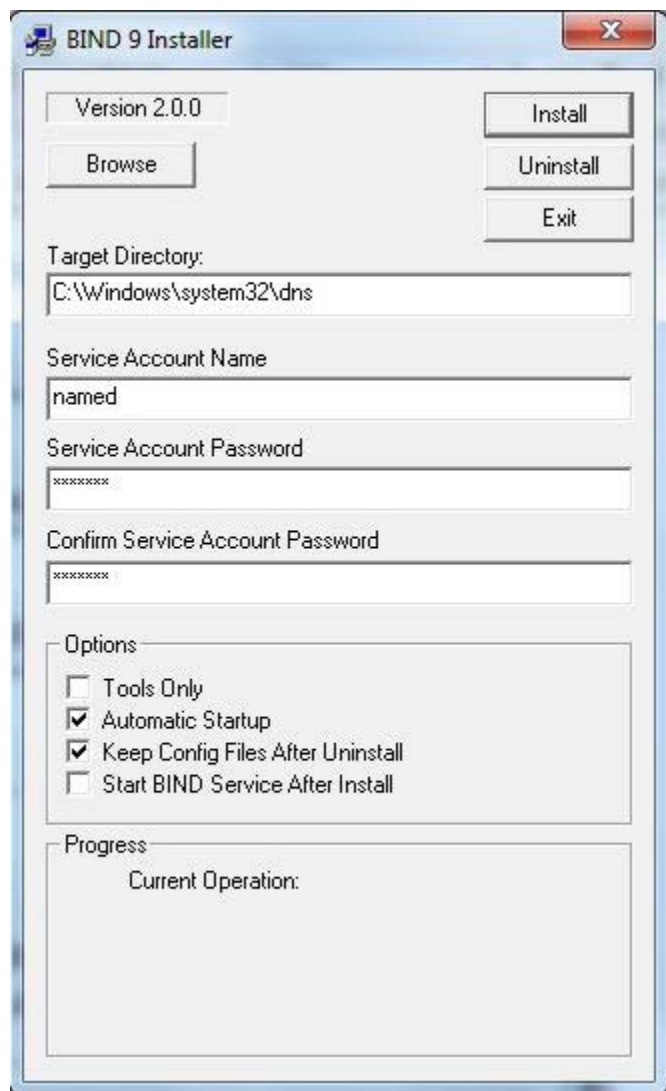 BIND 9 Installer
Version 2.0.0
Install
Browse
Uninstall
Exit
Target Directory:
C:\Windows\system32\dns
Service Account Name
named
Service Account Password
*******
Confirm Service Account Password
*******
Options
Tools Only
Automatic Startup
Keep Config Files After Uninstall
Start BIND Service After Install
Progress
Current Operation: